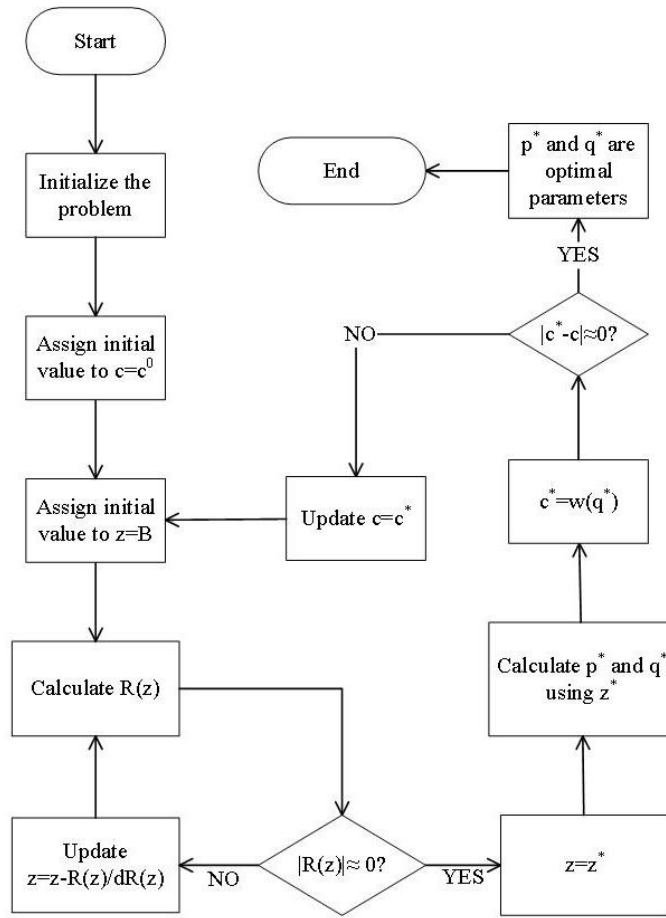 Start
Initialize the
problem
Assign initial
value to c=c⁰
Assign initial
value to z=B
Calculate R(z)
Update
z=z-R(z)/dR(z)
NO
|R(z)|≈ 0?
YES
z=z*
Calculate p* and q*
using z*
c*=w(q*)
|c*-c|≈0?
NO
Update c=c*
YES
p* and q* are
optimal
parameters
End